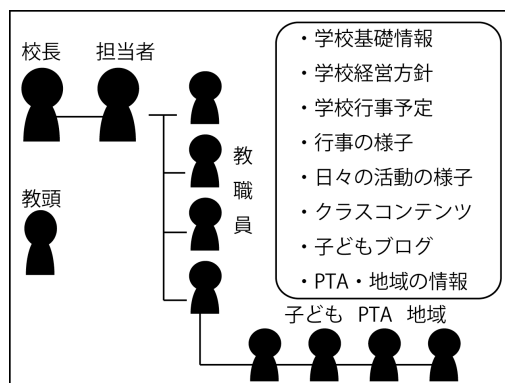 校長
担当者
教頭
教職員
・学校基礎情報
・学校経営方針
・学校行事予定
・行事の様子
・日々の活動の様子
・クラスコンテンツ
・子どもブログ
・PTA・地域の情報
子ども PTA 地域